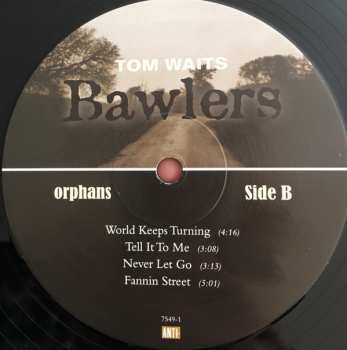 TOM WAITS
Bawlers
orphans Side B
World Keeps Turning (4:16)
Tell It To Me (3:08)
Never Let Go (3:13)
Fannin Street (5:01)
7549-1
ANTI-